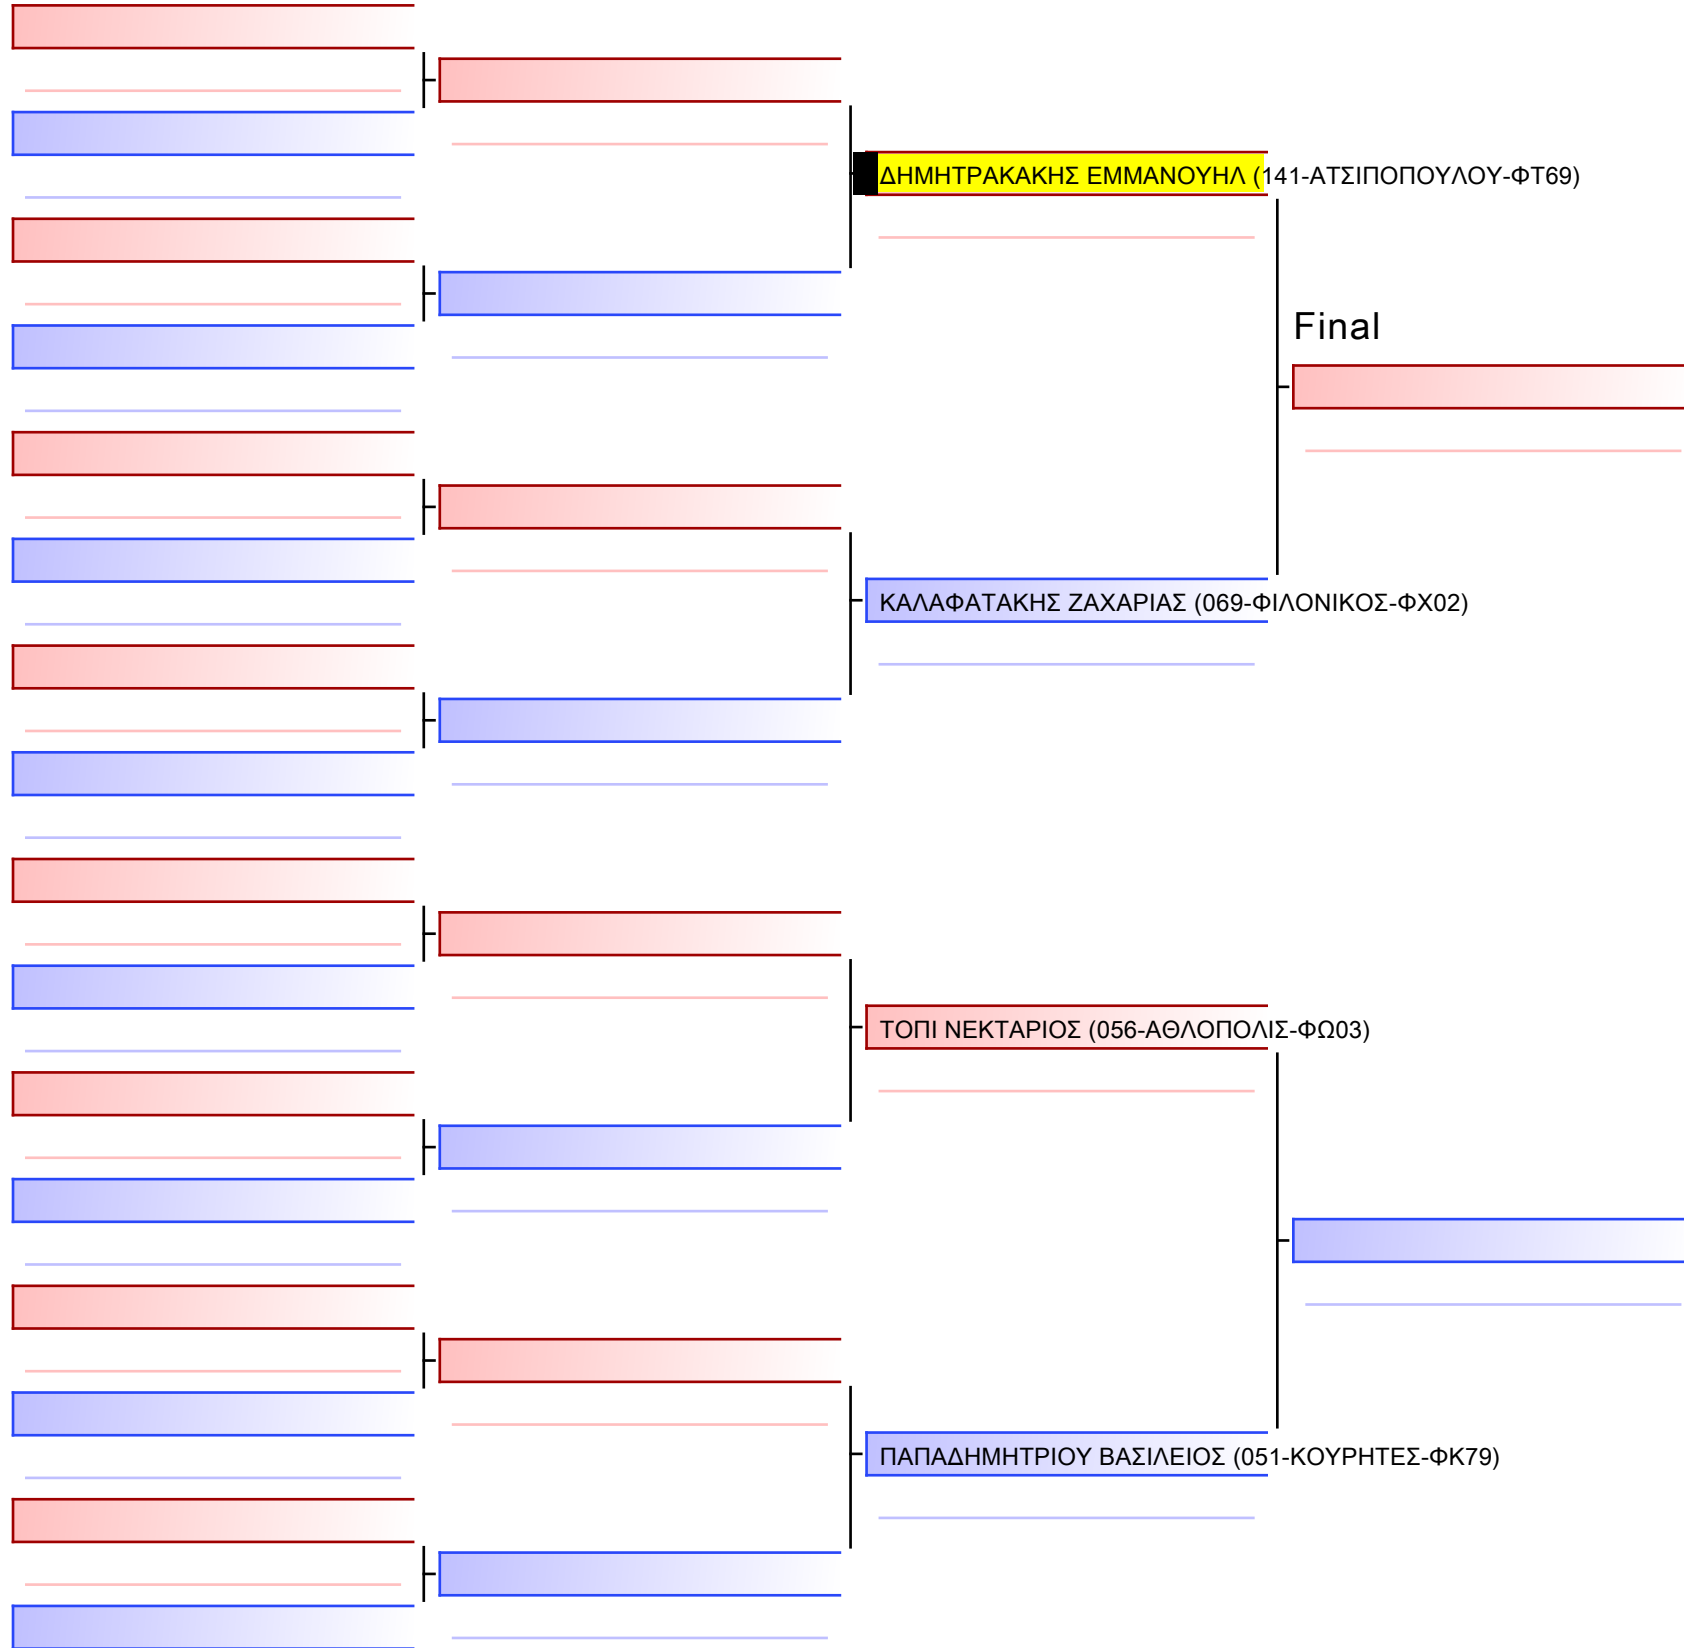 ΔΗΜΗΤΡΑΚΑΚΗΣ ΕΜΜΑΝΟΥΗΛ (141-ΑΤΣΙΠΟΠΟΥΛΟΥ-ΦΤ69)
Final
ΚΑΛΑΦΑΤΑΚΗΣ ΖΑΧΑΡΙΑΣ (069-ΦΙΛΟΝΙΚΟΣ-ΦΧ02)
ΤΟΠΙ ΝΕΚΤΑΡΙΟΣ (056-ΑΘΛΟΠΟΛΙΣ-ΦΩ03)
ΠΑΠΑΔΗΜΗΤΡΙΟΥ ΒΑΣΙΛΕΙΟΣ (051-ΚΟΥΡΗΤΕΣ-ΦΚ79)